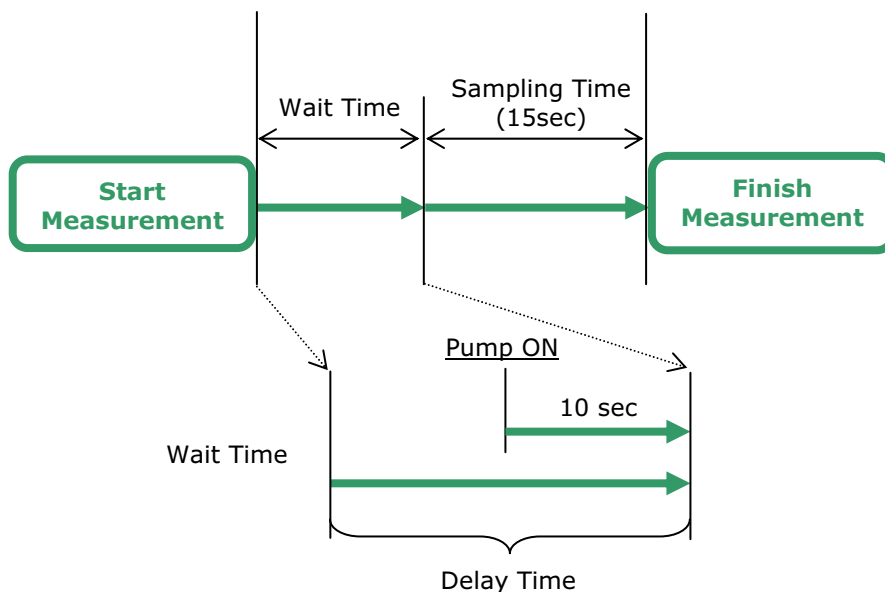 Wait Time
Sampling Time
(15sec)
Start
Measurement
Finish
Measurement
Pump ON
10 sec
Wait Time
Delay Time